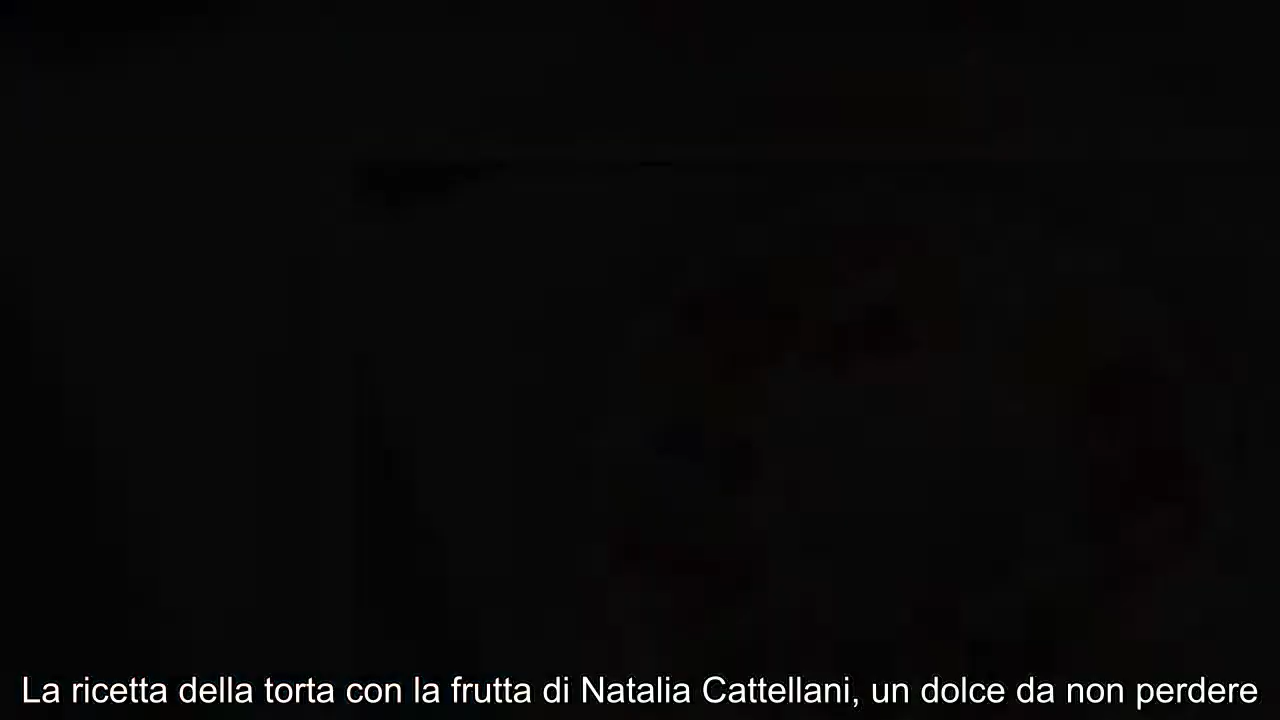 La ricetta della torta con la frutta di Natalia Cattellani, un dolce da non perdere